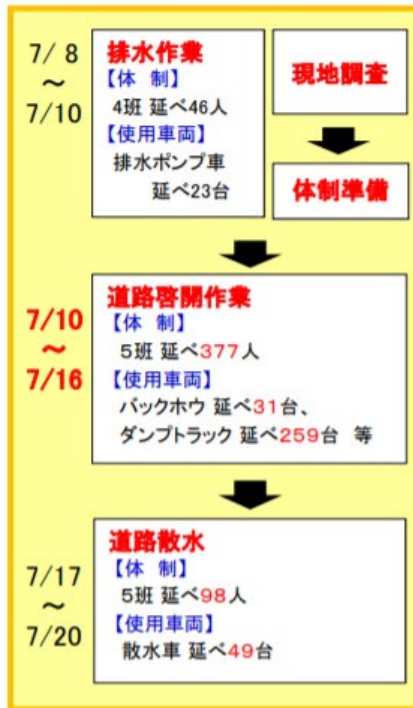 7/8
～
7/10
排水作業
【体 制】
4班 延べ46人
【使用車両】
排水ポンプ車
延べ23台
現地調査
体制準備
7/10
～
7/16
道路啓開作業
【体 制】
5班 延べ377人
【使用車両】
バックホウ 延べ31台、
ダンプトラック 延べ259台 等
7/17
～
7/20
道路散水
【体 制】
5班 延べ98人
【使用車両】
散水車 延べ49台